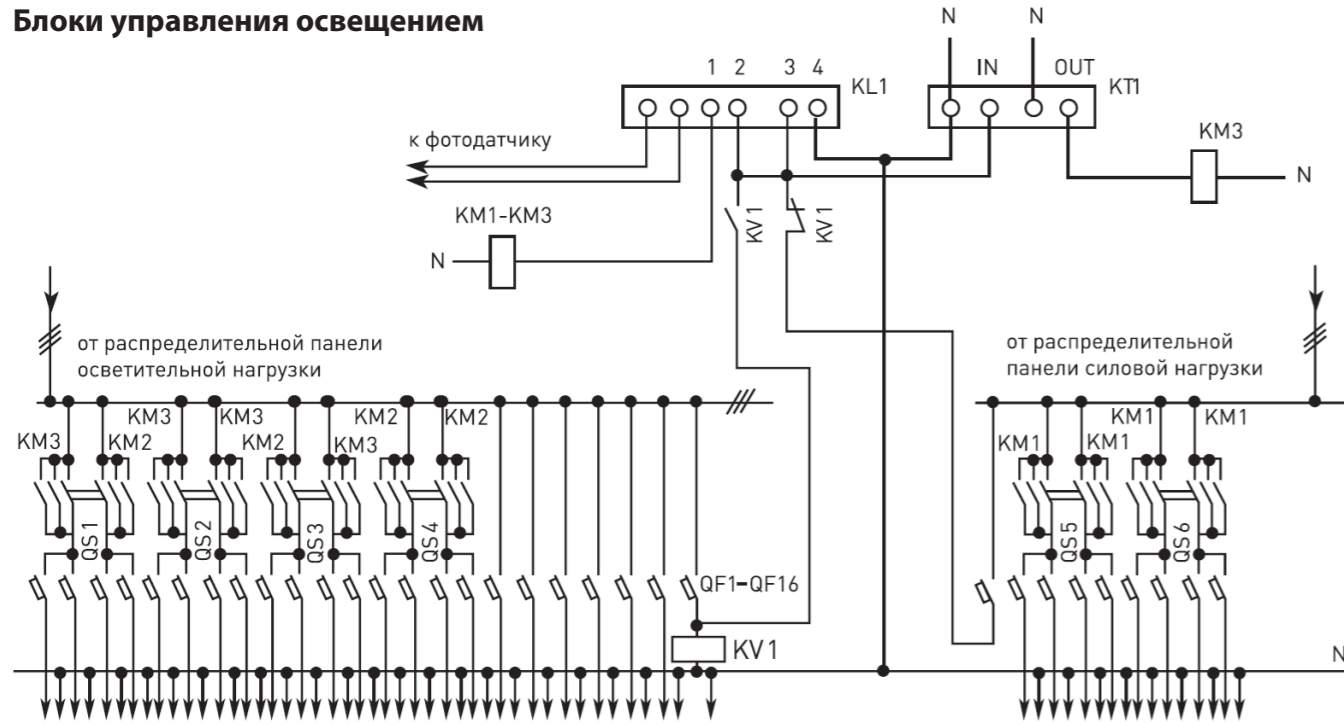 Блоки управления освещением
N N
1 2 3 4 KL1
IN OUT KT1
к фотодатчику
KM3
N
KM1-KM3
N
KV1 KV1
от распределительной панели
осветительной нагрузки
от распределительной
панели силовой нагрузки
KM3 KM3 KM2 KM2
KM3 KM2 KM2 KM3
KM1 KM1
KM1 KM1
QS1 QS2 QS3 QS4
QS5 QS6
QF1-QF16
KV1
N